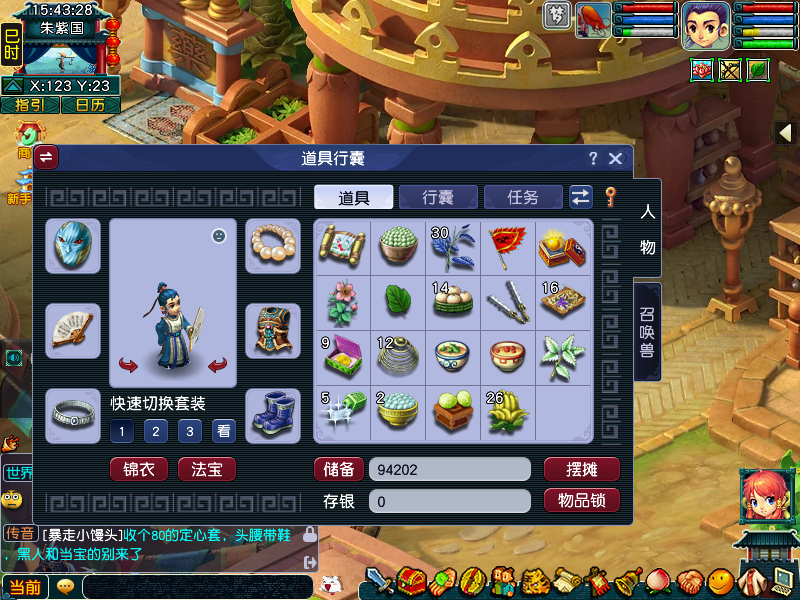 15:43:28
朱紫国
巳时
X:123 Y:23
指引
日历
梦
商
新手
道具行囊
?
道具
行囊
任务
人物
召唤兽
30
14
16
9
12
5
2
26
快速切换套装
1
2
3
看
锦衣
法宝
储备
94202
摆摊
存银
0
物品锁
世界
传音
[暴走小馒头]收个80的定心套，头腰带鞋
，黑人和当宝的别来了
当前